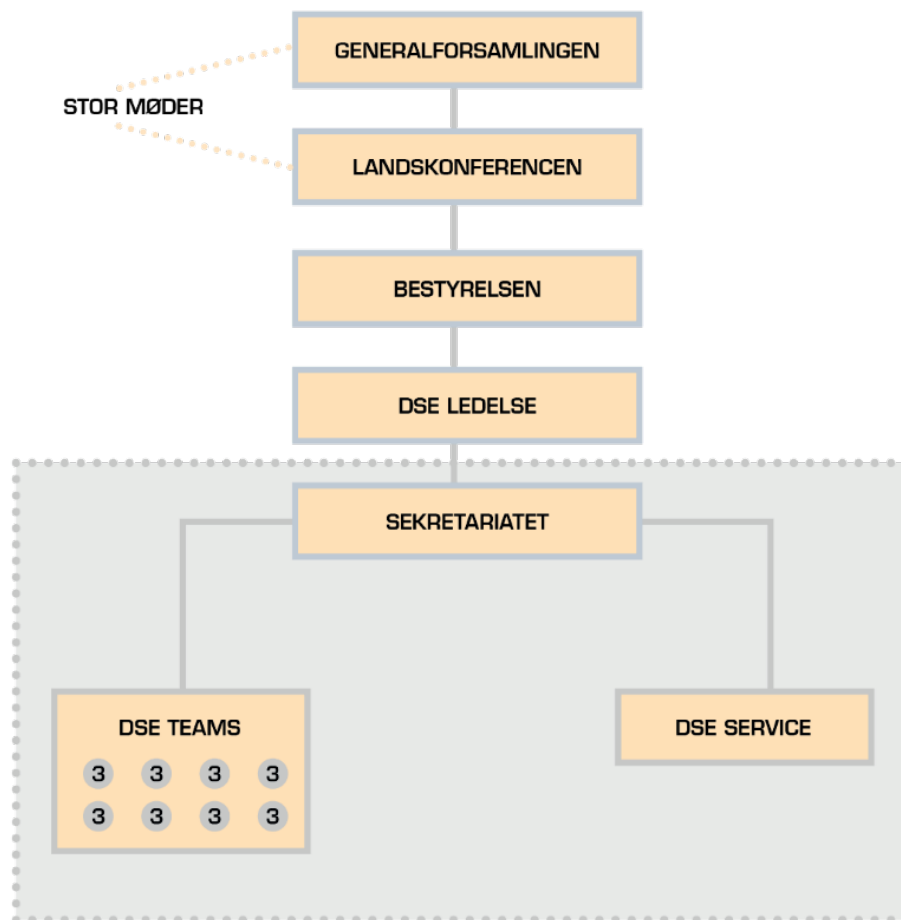 GENERALFORSAMLINGEN
STOR MØDER
LANDSKONFERENCEN
BESTYRELSEN
DSE LEDELSE
SEKRETARIATET
DSE TEAMS
3 3 3 3
3 3 3 3
DSE SERVICE